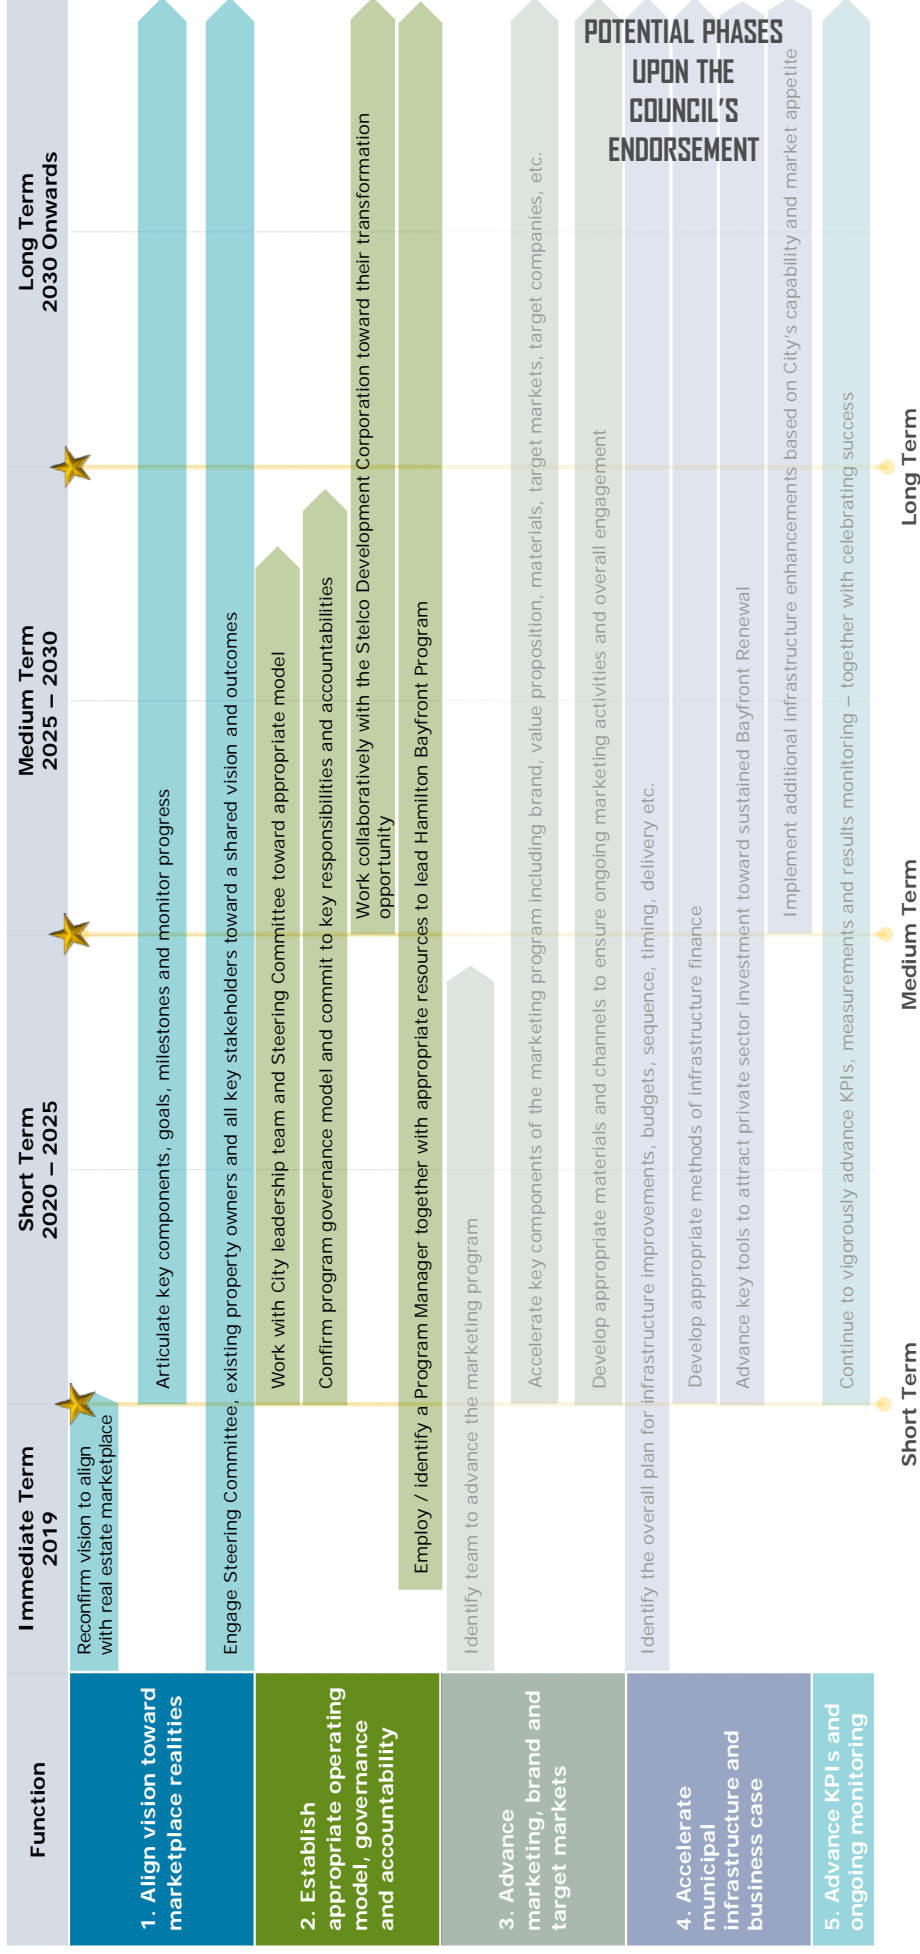 Function
Immediate Term
2019
Short Term
2020 – 2025
Medium Term
2025 – 2030
Long Term
2030 Onwards
1. Align vision toward
marketplace realities
Reconfirm vision to align
with real estate marketplace
Articulate key components, goals, milestones and monitor progress
Engage Steering Committee, existing property owners and all key stakeholders toward a shared vision and outcomes
2. Establish
appropriate operating
model, governance
and accountability
Work with City leadership team and Steering Committee toward appropriate model
Confirm program governance model and commit to key responsibilities and accountabilities
Work collaboratively with the Stelco Development Corporation toward their transformation
opportunity
Employ / identify a Program Manager together with appropriate resources to lead Hamilton Bayfront Program
3. Advance
marketing, brand and
target markets
Identify team to advance the marketing program
Accelerate key components of the marketing program including brand, value proposition, materials, target markets, target companies, etc.
Develop appropriate materials and channels to ensure ongoing marketing activities and overall engagement
4. Accelerate
municipal
infrastructure and
business case
Identify the overall plan for infrastructure improvements, budgets, sequence, timing, delivery etc.
Develop appropriate methods of infrastructure finance
Advance key tools to attract private sector investment toward sustained Bayfront Renewal
Implement additional infrastructure enhancements based on City's capability and market appetite
5. Advance KPIs and
ongoing monitoring
Continue to vigorously advance KPIs, measurements and results monitoring – together with celebrating success
POTENTIAL PHASES
UPON THE
COUNCIL'S
ENDORSEMENT
Short Term
Medium Term
Long Term